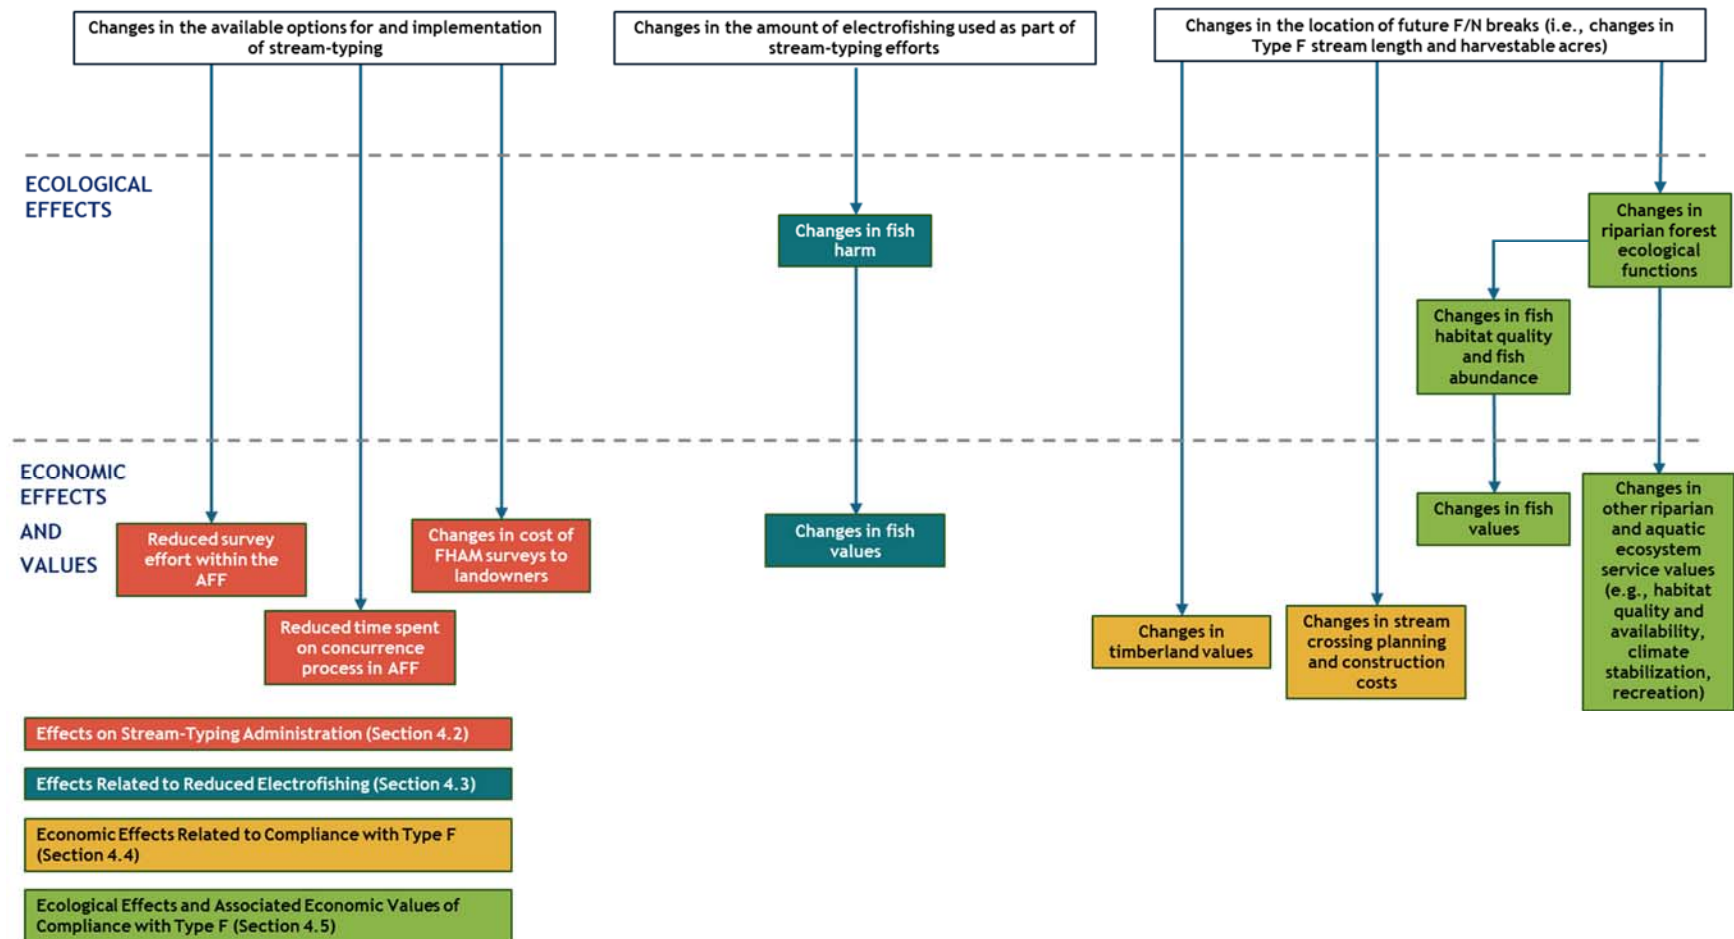 Changes in the available options for and implementation
of stream-typing
Changes in the amount of electrofishing used as part of
stream-typing efforts
Changes in the location of future F/N breaks (i.e., changes in
Type F stream length and harvestable acres)
ECOLOGICAL
EFFECTS
Changes in fish
harm
Changes in
riparian forest
ecological
functions
Changes in fish
habitat quality
and fish
abundance
ECONOMIC
EFFECTS
AND
VALUES
Reduced survey
effort within the
AFF
Changes in cost of
FHAM surveys to
landowners
Reduced time spent
on concurrence
process in AFF
Changes in fish
values
Changes in
timberland values
Changes in stream
crossing planning
and construction
costs
Changes in fish
values
Changes in
other riparian
and aquatic
ecosystem
service values
(e.g., habitat
quality and
availability,
climate
stabilization,
recreation)
Effects on Stream-Typing Administration (Section 4.2)
Effects Related to Reduced Electrofishing (Section 4.3)
Economic Effects Related to Compliance with Type F
(Section 4.4)
Ecological Effects and Associated Economic Values of
Compliance with Type F (Section 4.5)